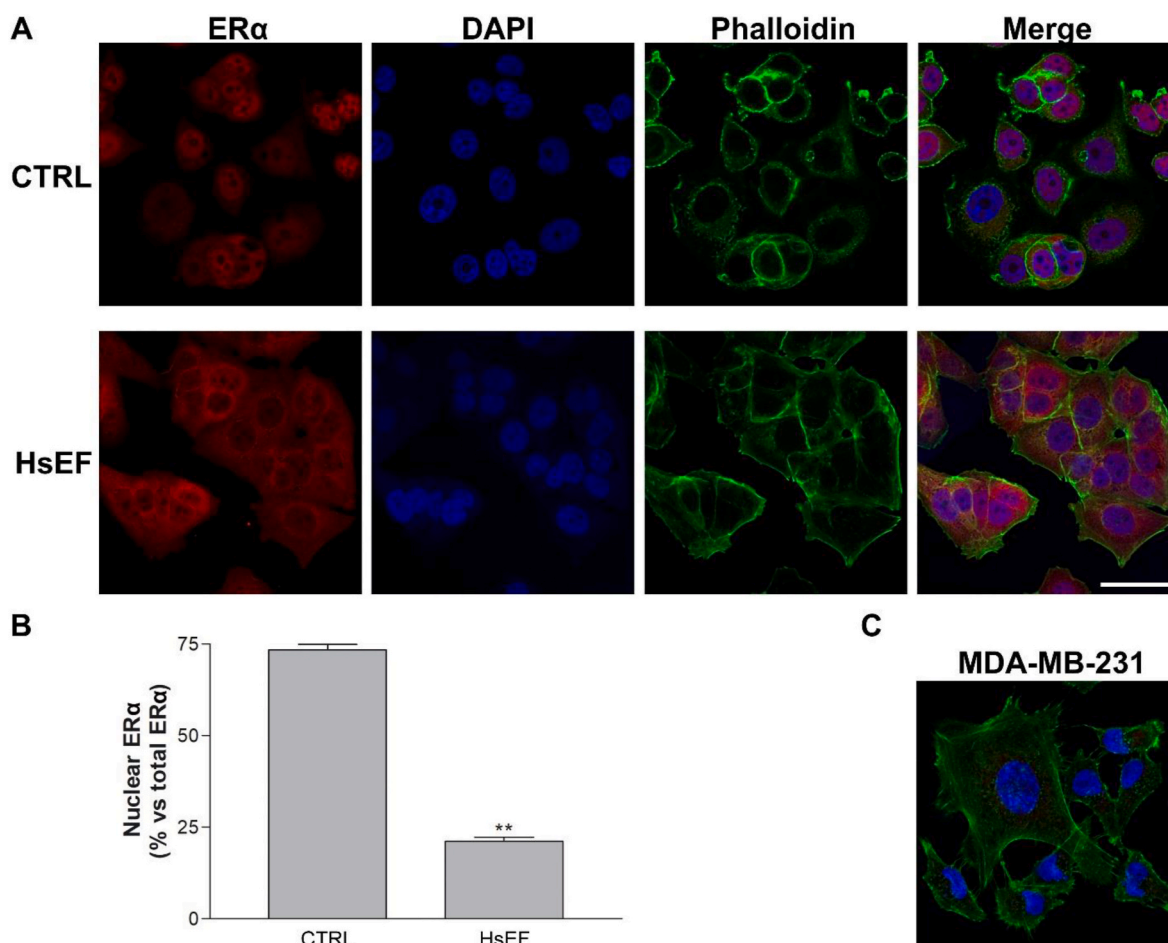 A
ERα
DAPI
Phalloidin
Merge
CTRL
HsEF
B
Nuclear ERα
(% vs total ERα)
75
50
25
0
**
CTRL
HsEF
C
MDA-MB-231